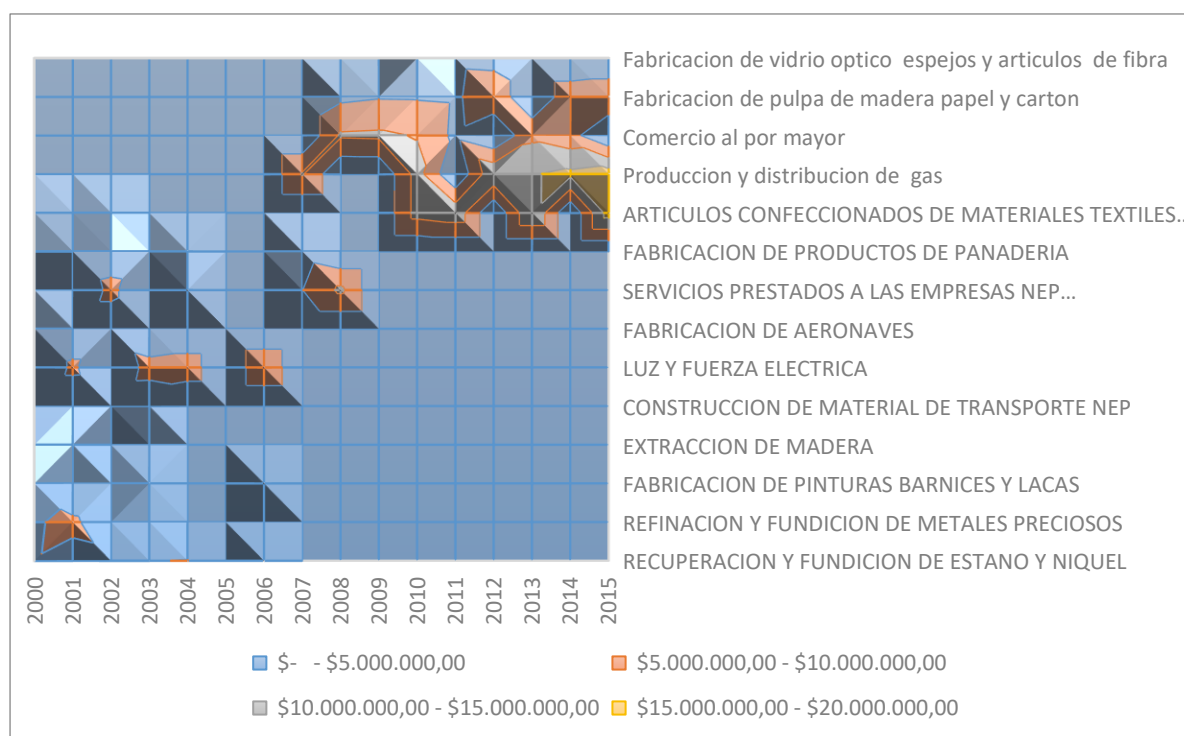 Fabricacion de vidrio optico  espejos y articulos  de fibra
Fabricacion de pulpa de madera papel y carton
Comercio al por mayor
Produccion y distribucion de  gas
ARTICULOS CONFECCIONADOS DE MATERIALES TEXTILES…
FABRICACION DE PRODUCTOS DE PANADERIA
SERVICIOS PRESTADOS A LAS EMPRESAS NEP…
FABRICACION DE AERONAVES
LUZ Y FUERZA ELECTRICA
CONSTRUCCION DE MATERIAL DE TRANSPORTE NEP
EXTRACCION DE MADERA
FABRICACION DE PINTURAS BARNICES Y LACAS
REFINACION Y FUNDICION DE METALES PRECIOSOS
RECUPERACION Y FUNDICION DE ESTANO Y NIQUEL
2000
2001
2002
2003
2004
2005
2006
2007
2008
2009
2010
2011
2012
2013
2014
2015
$-   - $5.000.000,00
$5.000.000,00 - $10.000.000,00
$10.000.000,00 - $15.000.000,00
$15.000.000,00 - $20.000.000,00